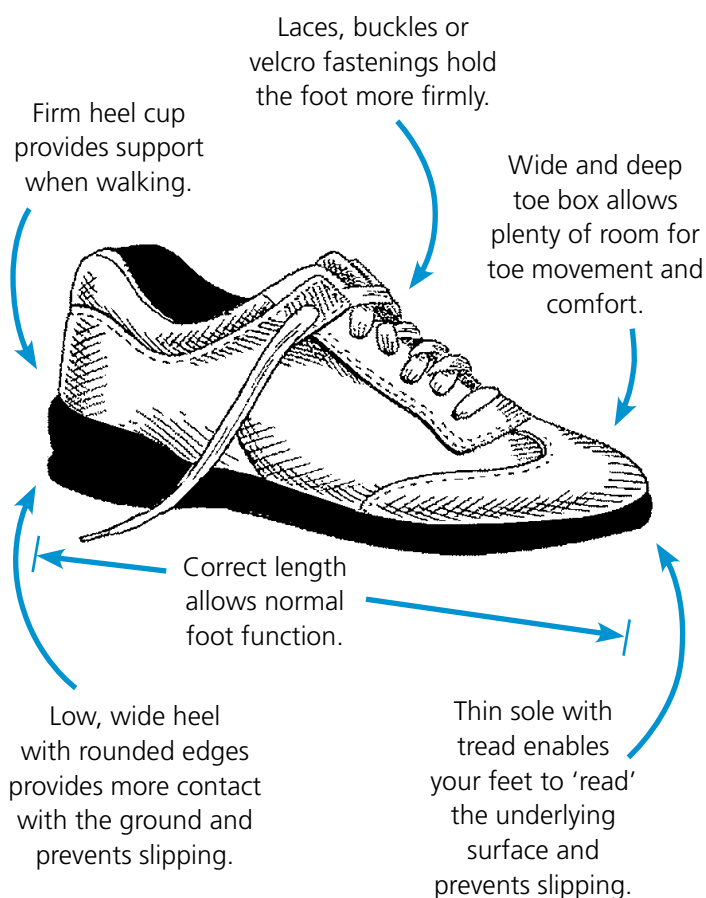 Laces, buckles or
velcro fastenings hold
the foot more firmly.
Firm heel cup
provides support
when walking.
Wide and deep
toe box allows
plenty of room for
toe movement and
comfort.
Correct length
allows normal
foot function.
Low, wide heel
with rounded edges
provides more contact
with the ground and
prevents slipping.
Thin sole with
tread enables
your feet to ‘read’
the underlying
surface and
prevents slipping.